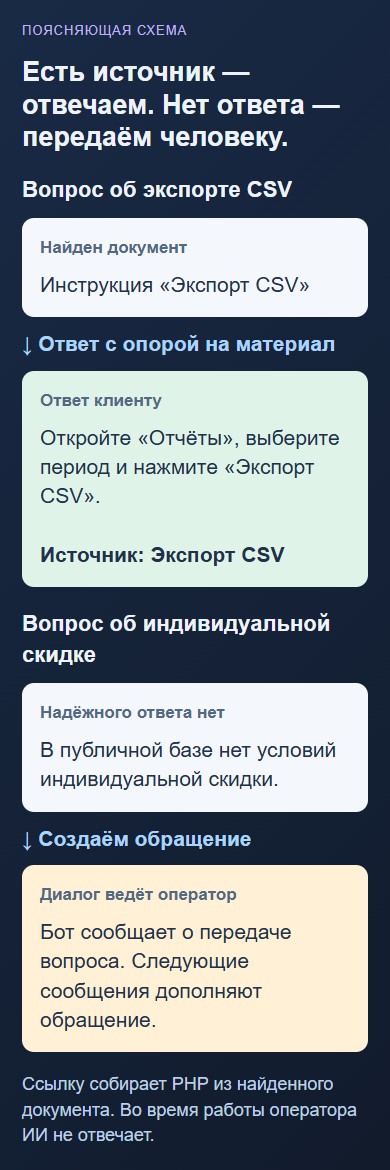 ПОЯСНЯЮЩАЯ СХЕМА
Есть источник —
отвечаем. Нет ответа —
передаём человеку.
Вопрос об экспорте CSV
Найден документ
Инструкция «Экспорт CSV»
↓ Ответ с опорой на материал
Ответ клиенту
Откройте «Отчёты», выберите
период и нажмите «Экспорт
CSV».
Источник: Экспорт CSV
Вопрос об индивидуальной
скидке
Надёжного ответа нет
В публичной базе нет условий
индивидуальной скидки.
↓ Создаём обращение
Диалог ведёт оператор
Бот сообщает о передаче
вопроса. Следующие
сообщения дополняют
обращение.
Ссылку собирает PHP из найденного
документа. Во время работы оператора
ИИ не отвечает.